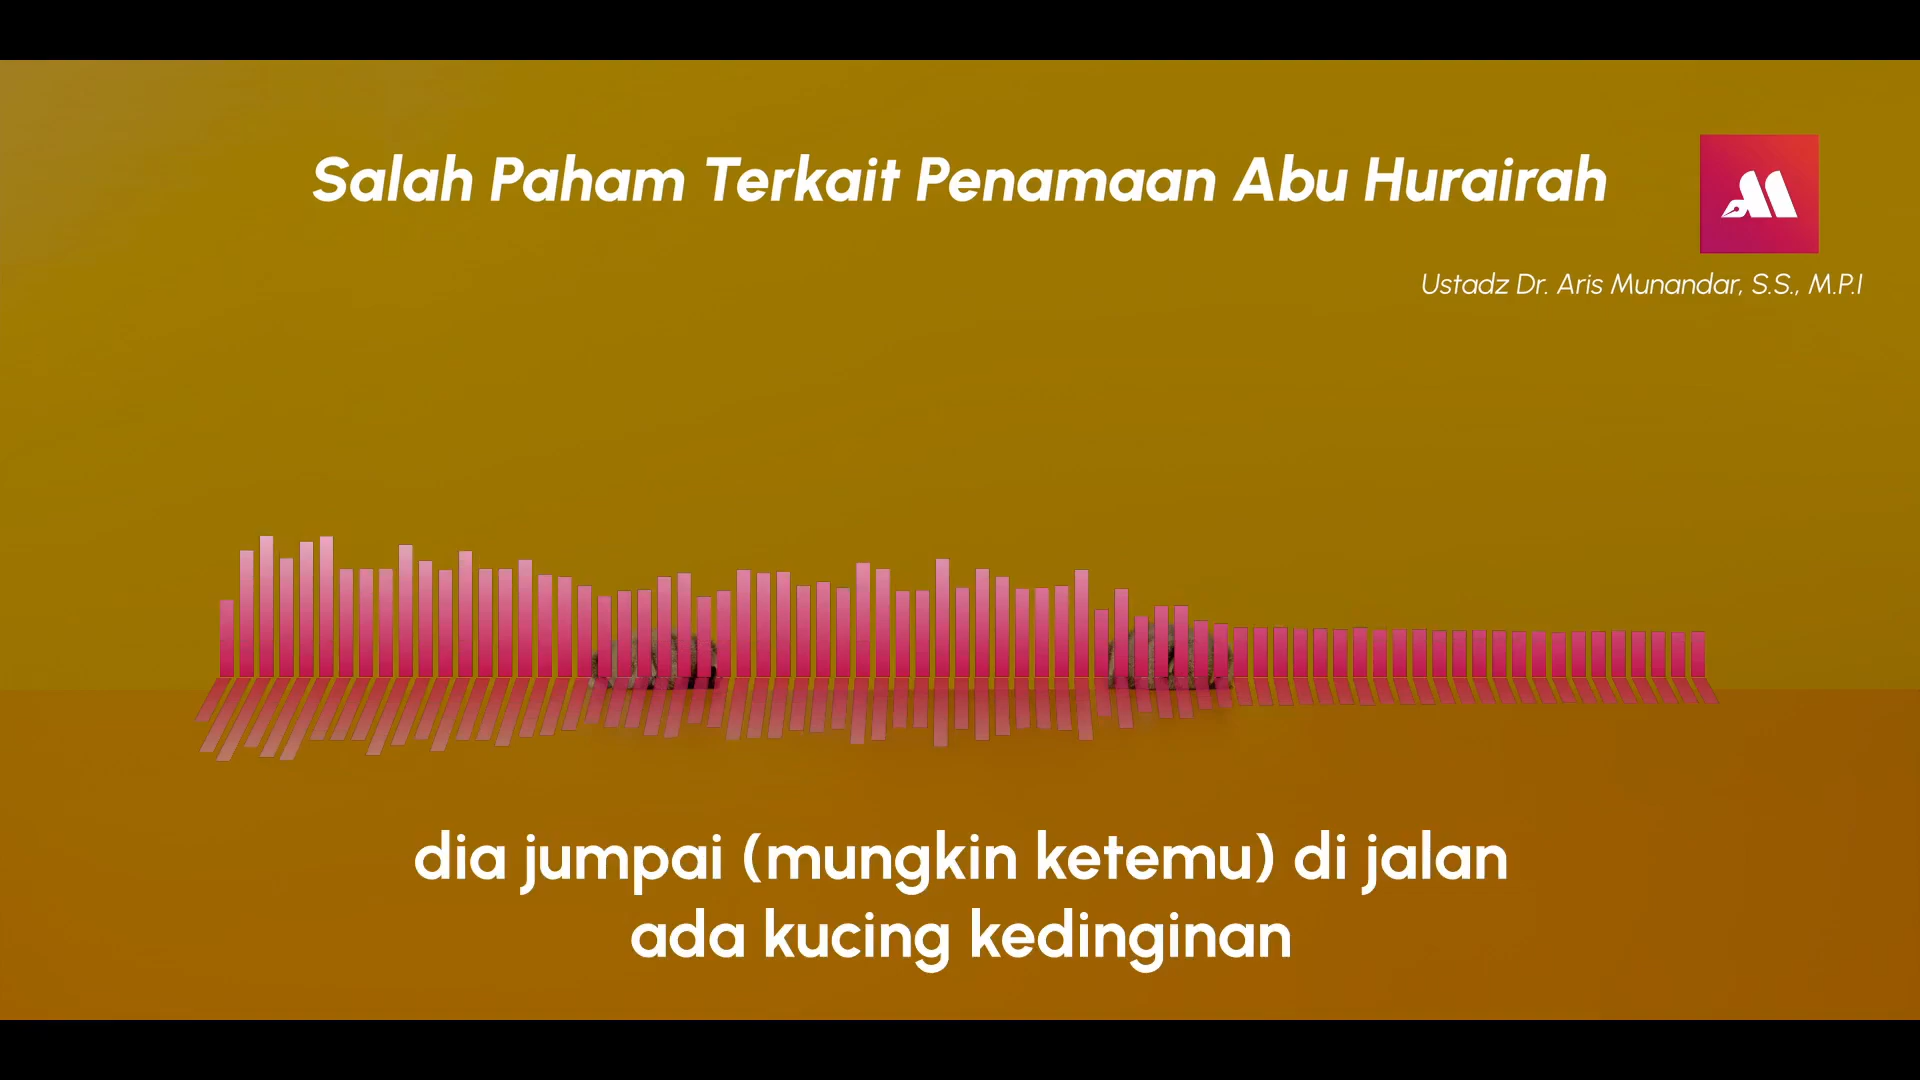 Salah Paham Terkait Penamaan Abu Hurairah
Ustadz Dr. Aris Munandar, S.S., M.P.I
dia jumpai (mungkin ketemu) di jalan
ada kucing kedinginan